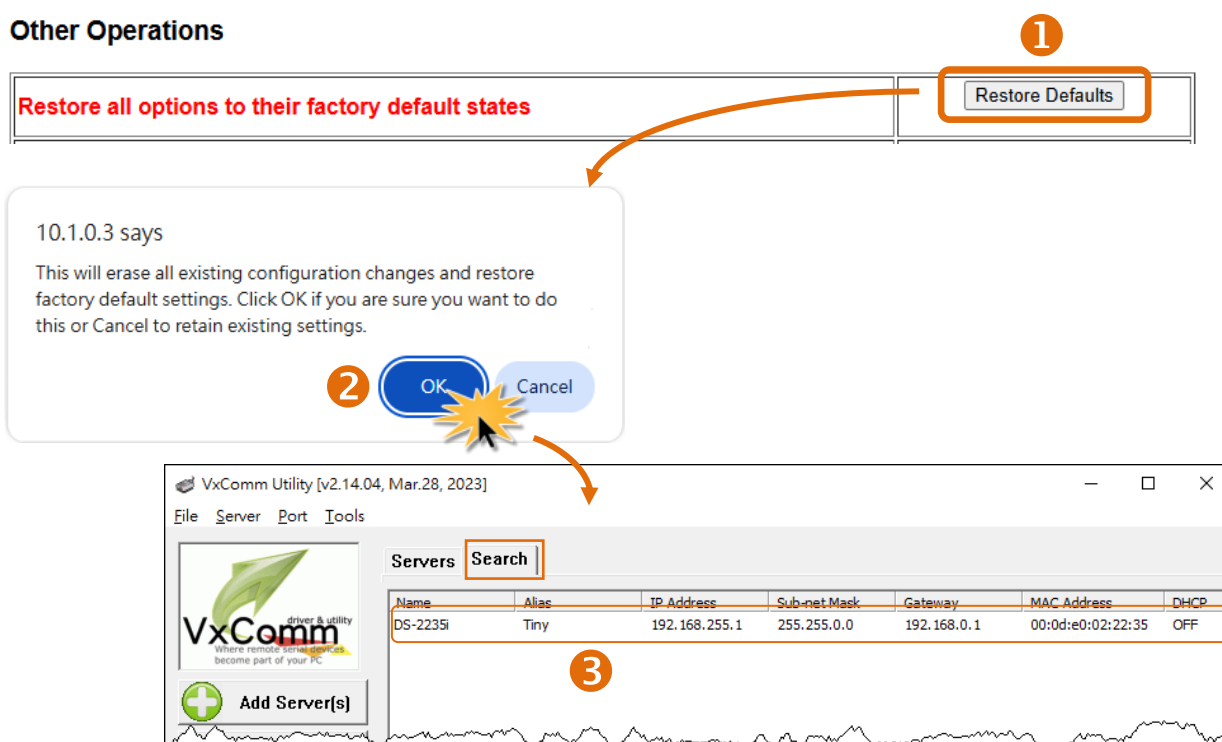 Other Operations
1
Restore all options to their factory default states
Restore Defaults
10.1.0.3 says
This will erase all existing configuration changes and restore
factory default settings. Click OK if you are sure you want to do
this or Cancel to retain existing settings.
2
OK
Cancel
VxComm Utility [v2.14.04, Mar.28, 2023]
File Server Port Tools
Servers Search
Name Alias IP Address Sub-net Mask Gateway MAC Address DHCP
DS-2235i Tiny 192.168.255.1 255.255.0.0 192.168.0.1 00:0d:e0:02:22:35 OFF
driver & utility
VxComm
Where remote serial devices
become part of your PC
3
Add Server(s)